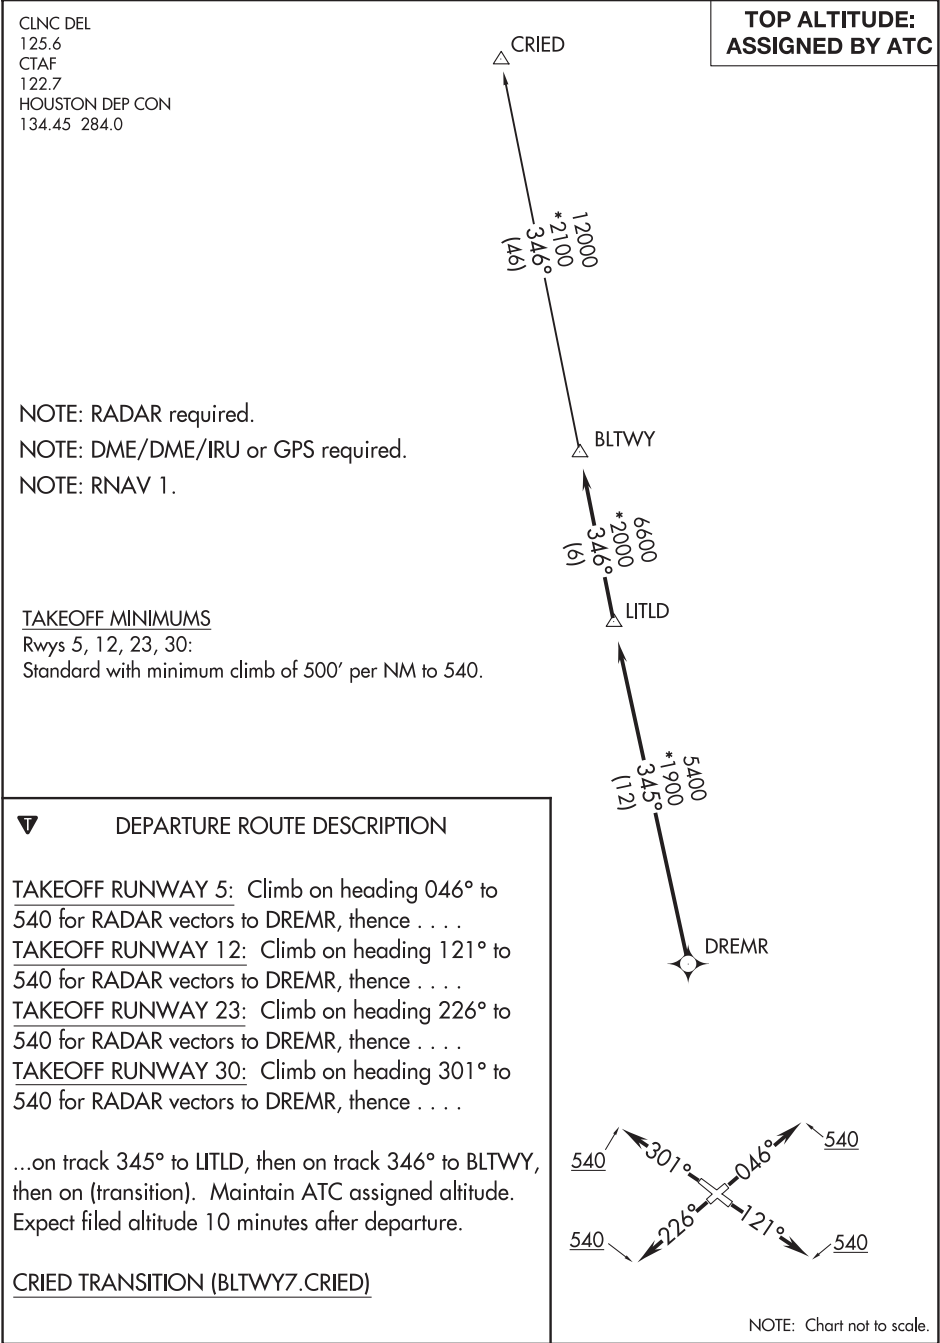 CLNC DEL
125.6
CTAF
122.7
HOUSTON DEP CON
134.45 284.0
TOP ALTITUDE:
ASSIGNED BY ATC
CRIED
12000
*2100
346°
(46)
NOTE: RADAR required.
NOTE: DME/DME/IRU or GPS required.
NOTE: RNAV 1.
BLTWY
6600
*2000
346°
(6)
LITLD
TAKEOFF MINIMUMS
Rwys 5, 12, 23, 30:
Standard with minimum climb of 500' per NM to 540.
5400
*1900
345°
(12)
DREMR
T
DEPARTURE ROUTE DESCRIPTION
TAKEOFF RUNWAY 5: Climb on heading 046° to
540 for RADAR vectors to DREMR, thence . . . .
TAKEOFF RUNWAY 12: Climb on heading 121° to
540 for RADAR vectors to DREMR, thence . . . .
TAKEOFF RUNWAY 23: Climb on heading 226° to
540 for RADAR vectors to DREMR, thence . . . .
TAKEOFF RUNWAY 30: Climb on heading 301° to
540 for RADAR vectors to DREMR, thence . . . .
...on track 345° to LITLD, then on track 346° to BLTWY,
then on (transition). Maintain ATC assigned altitude.
Expect filed altitude 10 minutes after departure.
CRIED TRANSITION (BLTWY7.CRIED)
540
301°
046°
540
540
226°
121°
540
NOTE: Chart not to scale.